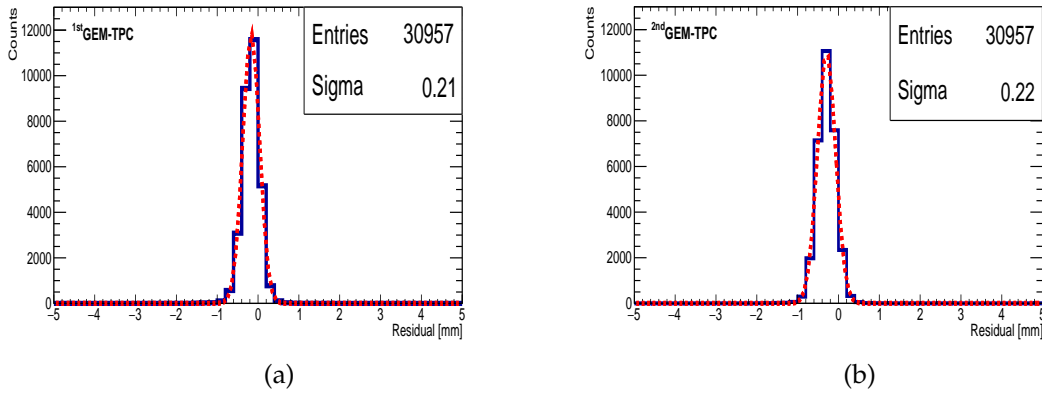 Counts
12000
10000
8000
6000
4000
2000
0
1stGEM-TPC
Entries 30957
Sigma 0.21
−5 −4 −3 −2 −1 0 1 2 3 4 5
Residual [mm]
(a)
Counts
12000
10000
8000
6000
4000
2000
0
2ndGEM-TPC
Entries 30957
Sigma 0.22
−5 −4 −3 −2 −1 0 1 2 3 4 5
Residual [mm]
(b)